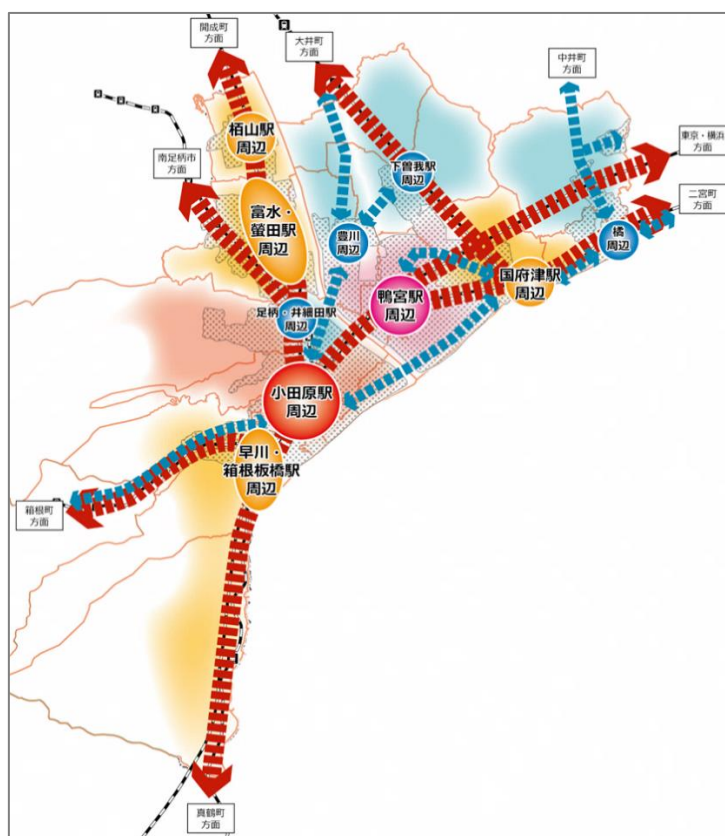 開成町
方面
大井町
方面
中井町
方面
東京・横浜
方面
南足柄市
方面
二宮町
方面
栢山駅
周辺
下曽我駅
周辺
富水・
螢田駅
周辺
豊川
周辺
橘
周辺
国府津駅
周辺
鴨宮駅
周辺
足柄・井細田駅
周辺
小田原駅
周辺
早川・
箱根板橋駅
周辺
箱根町
方面
真鶴町
方面